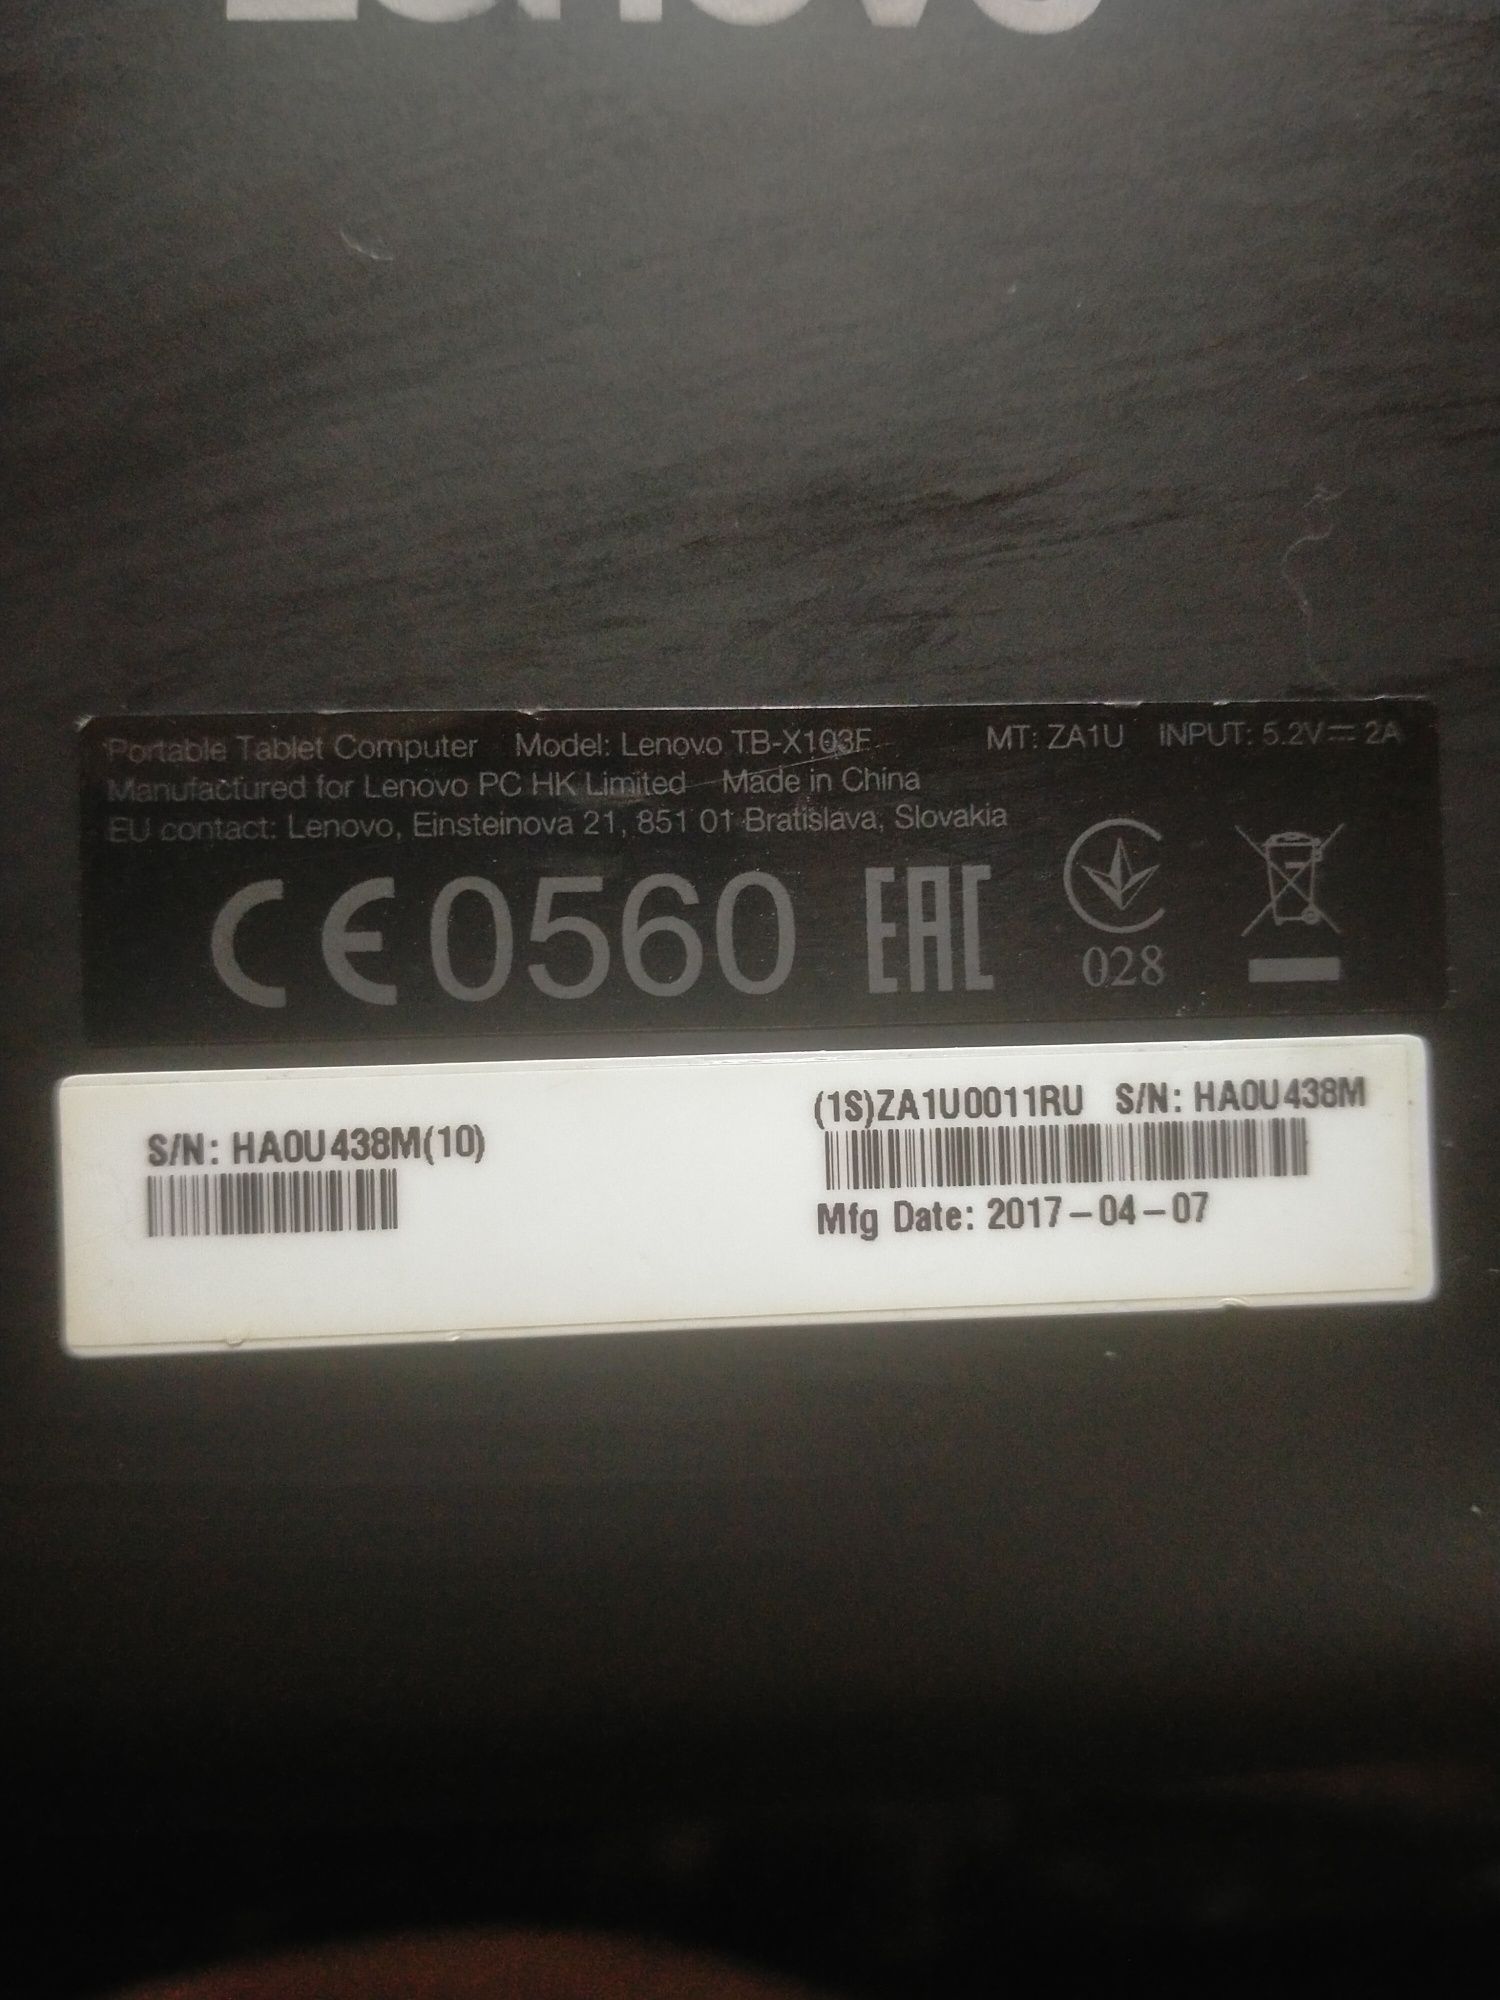 Lenovo
Portable Tablet Computer Model: Lenovo TB-X103F MT: ZA1U INPUT: 5.2V⎓2A
Manufactured for Lenovo PC HK Limited Made in China
EU contact: Lenovo, Einsteinova 21, 851 01 Bratislava, Slovakia
CE0560 EAC
028
(1S)ZA1U0011RU S/N: HA0U438M
S/N: HA0U438M(10)
Mfg Date: 2017-04-07